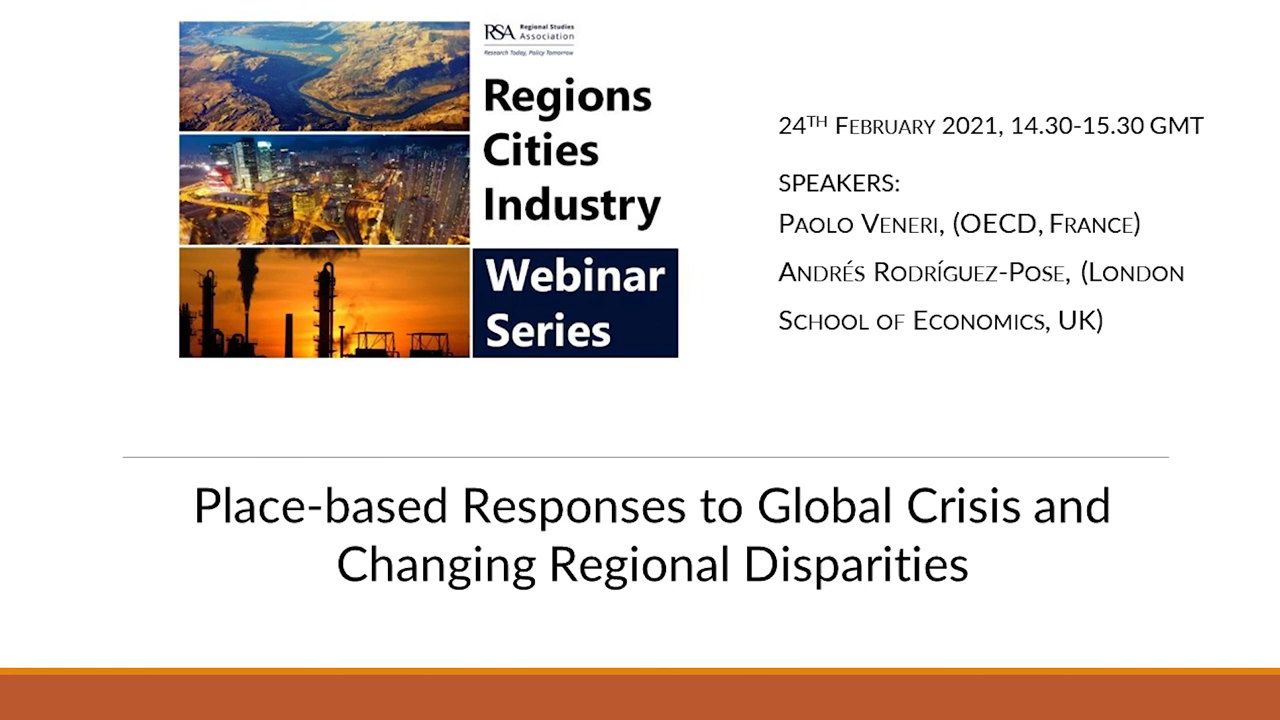 RSA Regional Studies Association
Research Today, Policy Tomorrow
Regions
Cities
Industry
Webinar
Series
24TH FEBRUARY 2021, 14.30-15.30 GMT
SPEAKERS:
PAOLO VENERI, (OECD, FRANCE)
ANDRÉS RODRÍGUEZ-POSE, (LONDON
SCHOOL OF ECONOMICS, UK)
Place-based Responses to Global Crisis and
Changing Regional Disparities